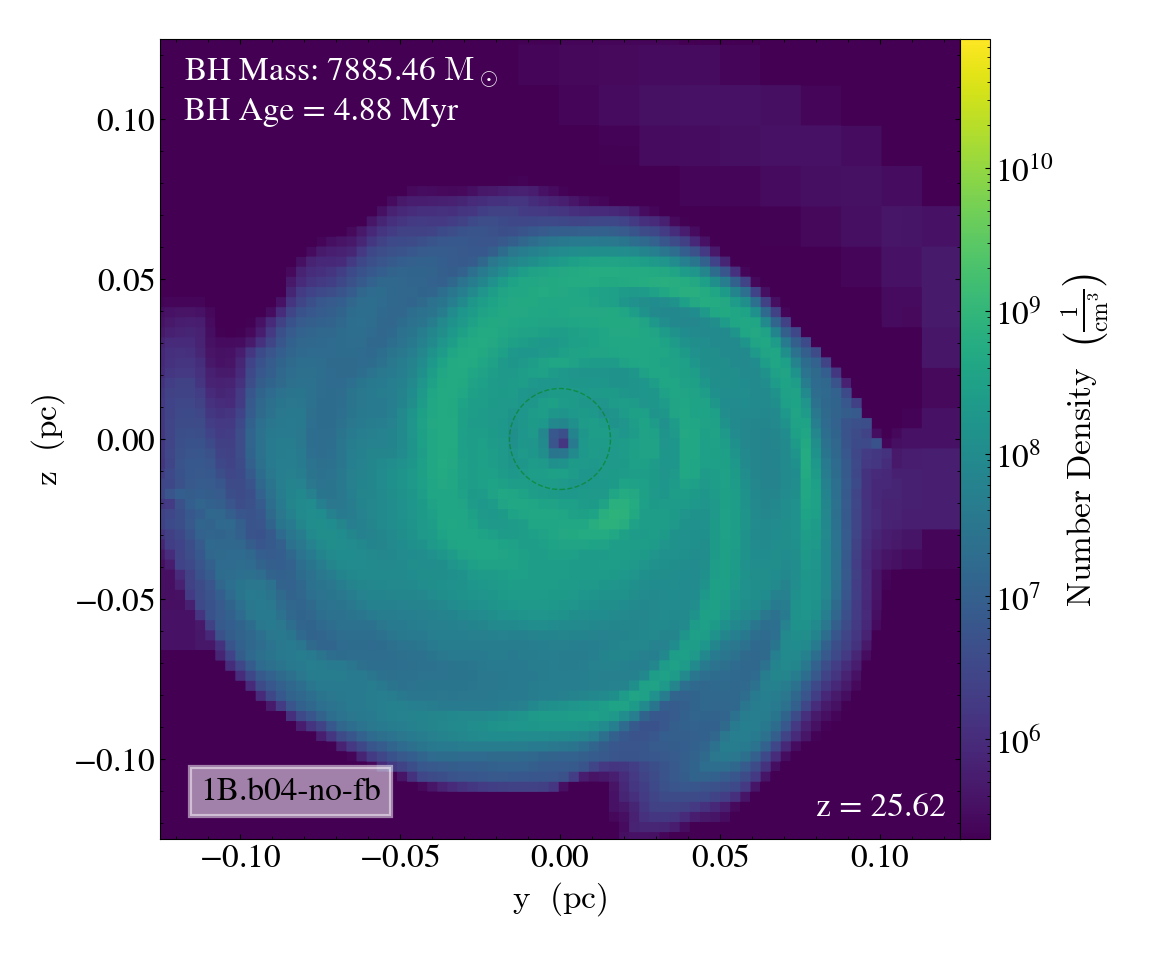 BH Mass: 7885.46 M☉
BH Age = 4.88 Myr
0.10
0.05
0.00
−0.05
−0.10
z (pc)
1B.b04-no-fb
z = 25.62
−0.10 −0.05 0.00 0.05 0.10
y (pc)
10¹⁰
10⁹
10⁸
10⁷
10⁶
Number Density (1/cm³)